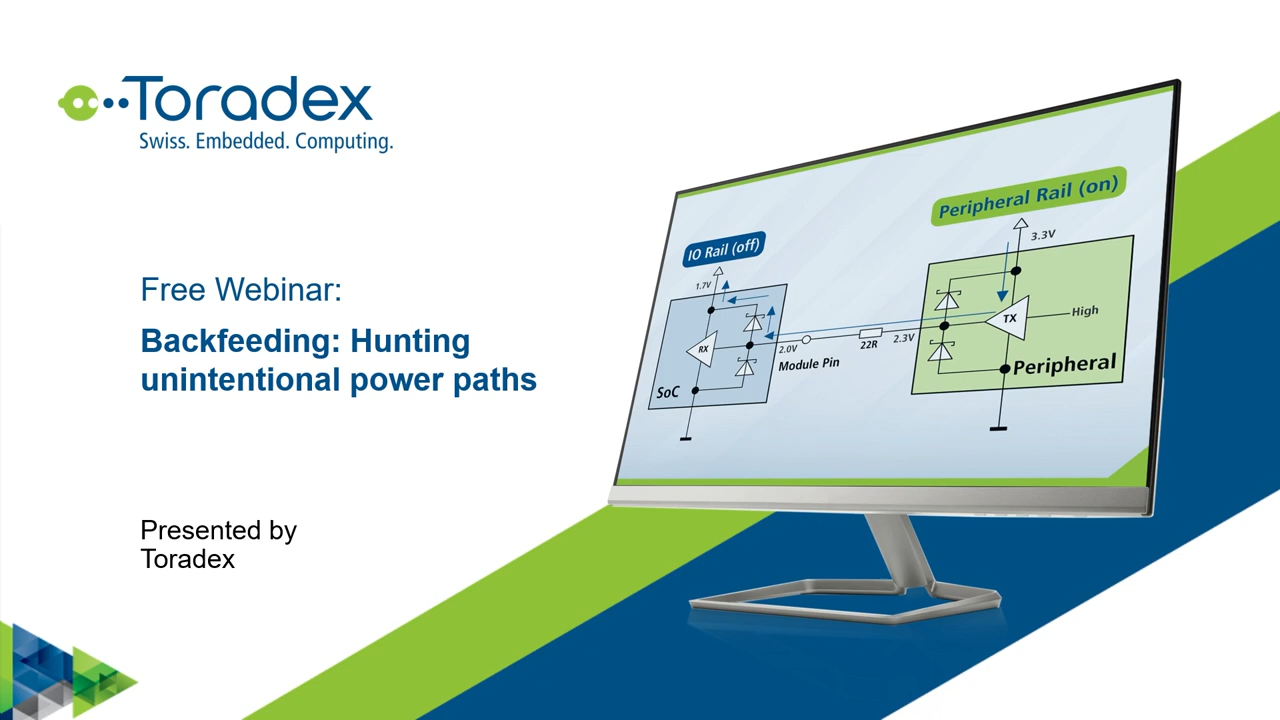 Toradex
Swiss. Embedded. Computing.
Free Webinar:
Backfeeding: Hunting
unintentional power paths
Presented by
Toradex
Peripheral Rail (on)
IO Rail (off)
3.3V
1.7V
RX
SoC
2.0V
Module Pin
22R
2.3V
TX
High
Peripheral